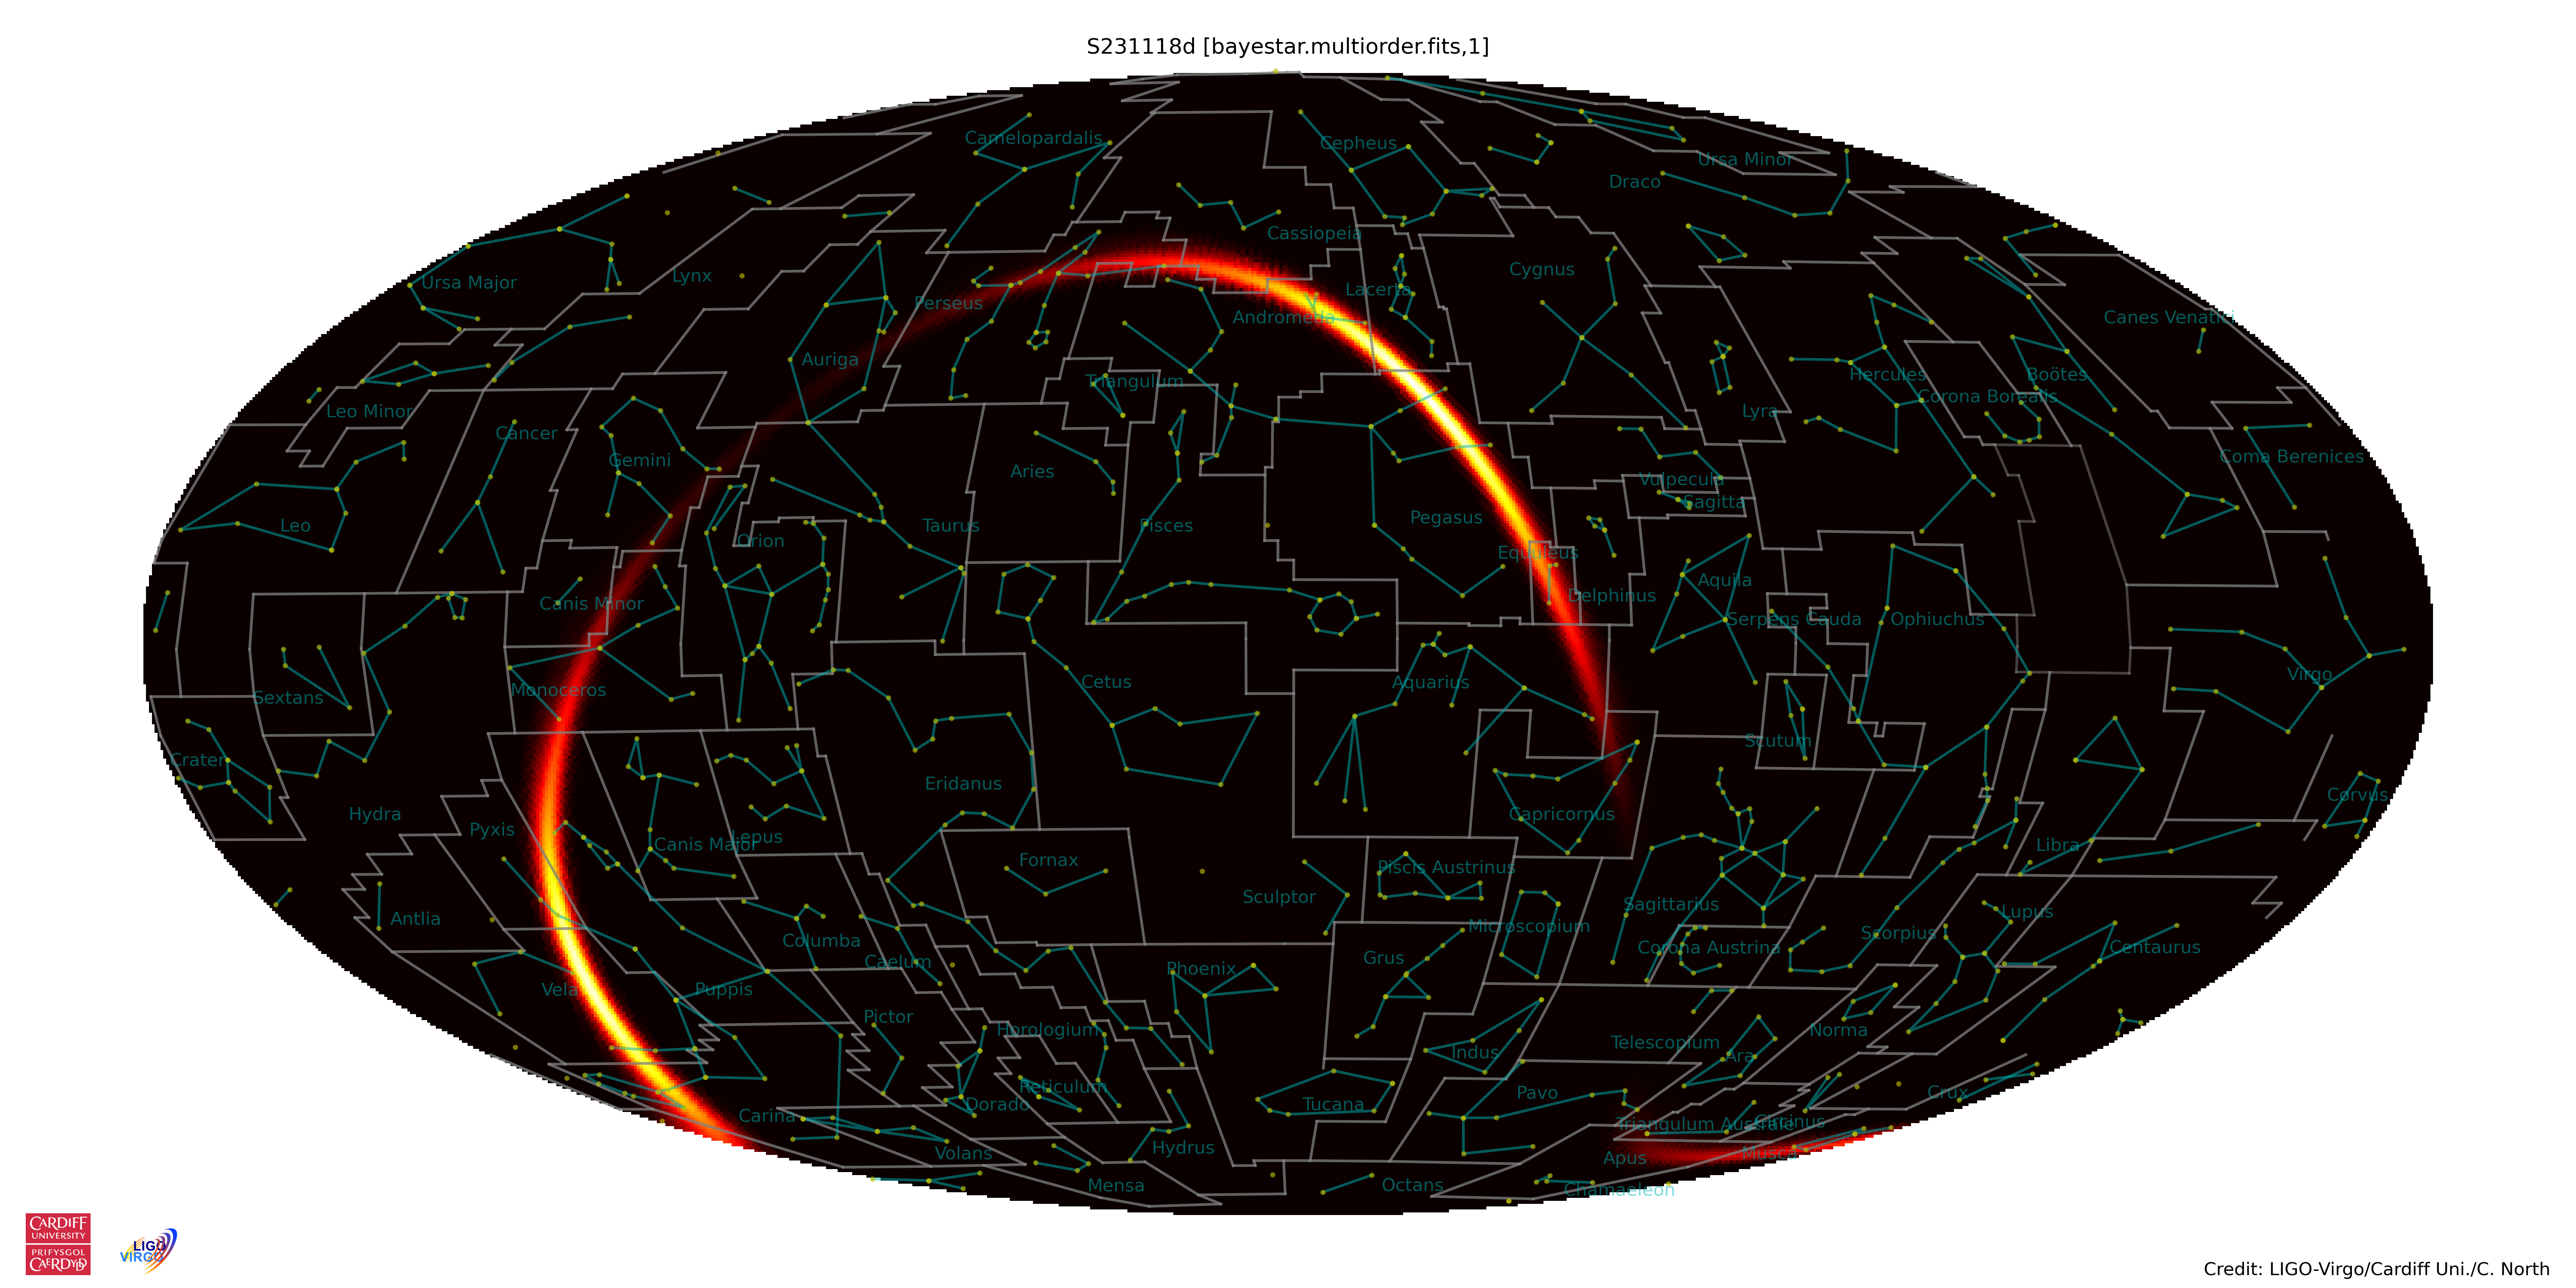 S231118d [bayestar.multiorder.fits,1]
Camelopardalis
Cepheus
Ursa Minor
Draco
Cassiopeia
Ursa Major
Lynx
Cygnus
Lacerta
Perseus
Andromeda
Canes Venatici
Auriga
Triangulum
Hercules
Boötes
Corona Borealis
Leo Minor
Lyra
Cancer
Gemini
Aries
Coma Berenices
Vulpecula
Sagitta
Leo
Orion
Taurus
Pisces
Pegasus
Equuleus
Canis Minor
Delphinus
Aquila
Serpens Cauda
Ophiuchus
Sextans
Monoceros
Cetus
Aquarius
Virgo
Crater
Scutum
Eridanus
Hydra
Pyxis
Canis Major
Lepus
Capricornus
Corvus
Libra
Fornax
Piscis Austrinus
Sculptor
Antlia
Columba
Caelum
Microscopium
Sagittarius
Corona Austrina
Scorpius
Lupus
Centaurus
Phoenix
Grus
Vela
Puppis
Pictor
Horologium
Indus
Telescopium
Ara
Norma
Reticulum
Dorado
Carina
Tucana
Pavo
Crux
Triangulum Australe
Circinus
Volans
Hydrus
Apus
Musca
Mensa
Octans
Chamaeleon
CARDIFF
UNIVERSITY
PRIFYSGOL
CAERDYDD
LIGO
VIRGO
Credit: LIGO-Virgo/Cardiff Uni./C. North